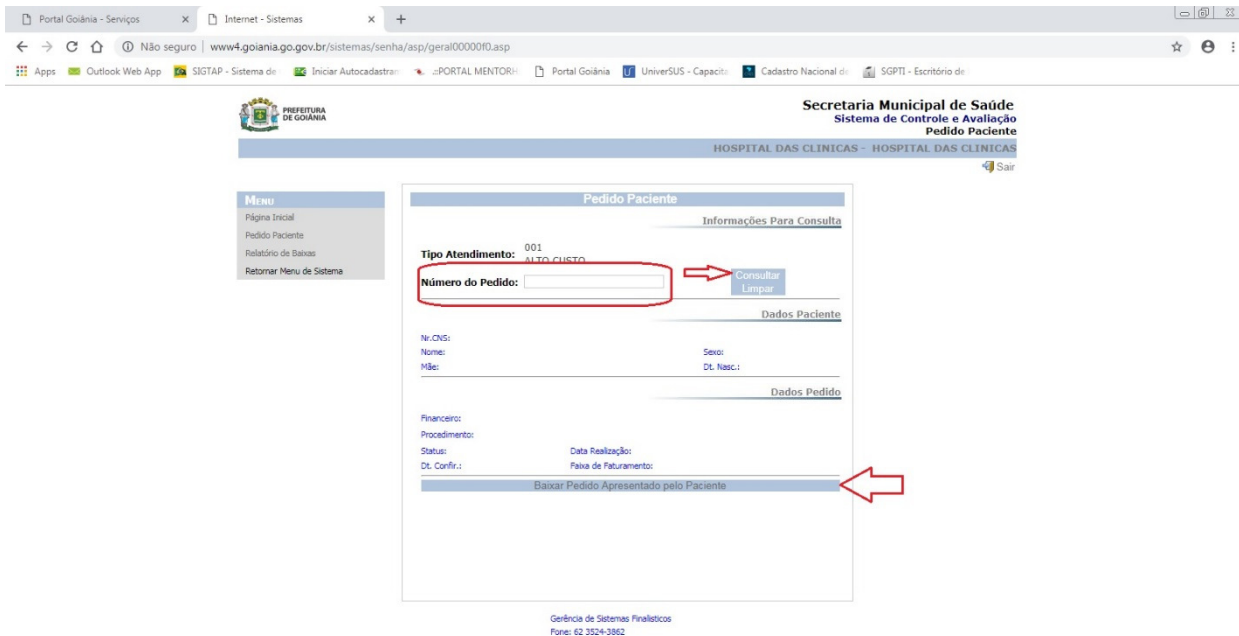 Portal Goiânia - Serviços
Internet - Sistemas
Não seguro | www4.goiania.go.gov.br/sistemas/senha/asp/geral00000f0.asp
Apps Outlook Web App SIGTAP - Sistema de Iniciar Autocadastram .::PORTAL MENTORH Portal Goiânia UniverSUS - Capacita Cadastro Nacional de SGPTI - Escritório de
PREFEITURA
DE GOIÂNIA
Secretaria Municipal de Saúde
Sistema de Controle e Avaliação
Pedido Paciente
HOSPITAL DAS CLINICAS - HOSPITAL DAS CLINICAS
Sair
MENU
Página Inicial
Pedido Paciente
Relatório de Baixas
Retornar Menu de Sistema
Pedido Paciente
Informações Para Consulta
Tipo Atendimento: 001
ALTO CUSTO
Número do Pedido:
Consultar
Limpar
Dados Paciente
Nr.CNS:
Nome: Sexo:
Mãe: Dt. Nasc.:
Dados Pedido
Financeiro:
Procedimento:
Status: Data Realização:
Dt. Confir.: Faixa de Faturamento:
Baixar Pedido Apresentado pelo Paciente
Gerência de Sistemas Finalísticos
Fone: 62 3524-3862